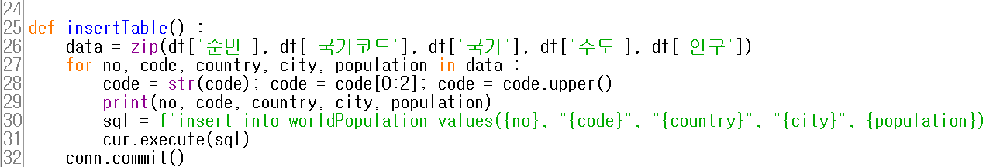 24
25 def insertTable() :
26     data = zip(df['순번'], df['국가코드'], df['국가'], df['수도'], df['인구'])
27     for no, code, country, city, population in data :
28         code = str(code); code = code[0:2]; code = code.upper()
29         print(no, code, country, city, population)
30         sql = f'insert into worldPopulation values({no}, "{code}", "{country}", "{city}", {population})'
31         cur.execute(sql)
32     conn.commit()